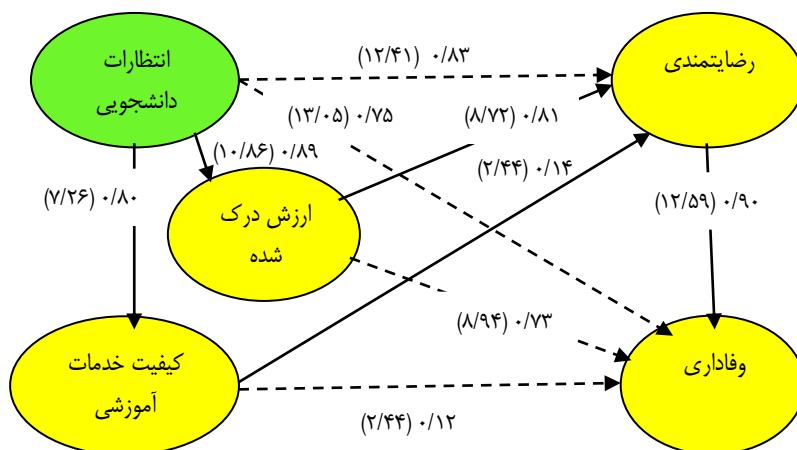 انتظارات
دانشجویی
(۱۲/۴۱) ۰/۸۳
رضایتمندی
(۱۳/۰۵) ۰/۷۵
(۸/۷۲) ۰/۸۱
(۱۰/۸۶) ۰/۸۹
(۲/۴۴) ۰/۱۴
(۷/۲۶) ۰/۸۰
ارزش درک
شده
(۱۲/۵۹) ۰/۹۰
(۸/۹۴) ۰/۷۳
کیفیت خدمات
آموزشی
وفاداری
(۲/۴۴) ۰/۱۲